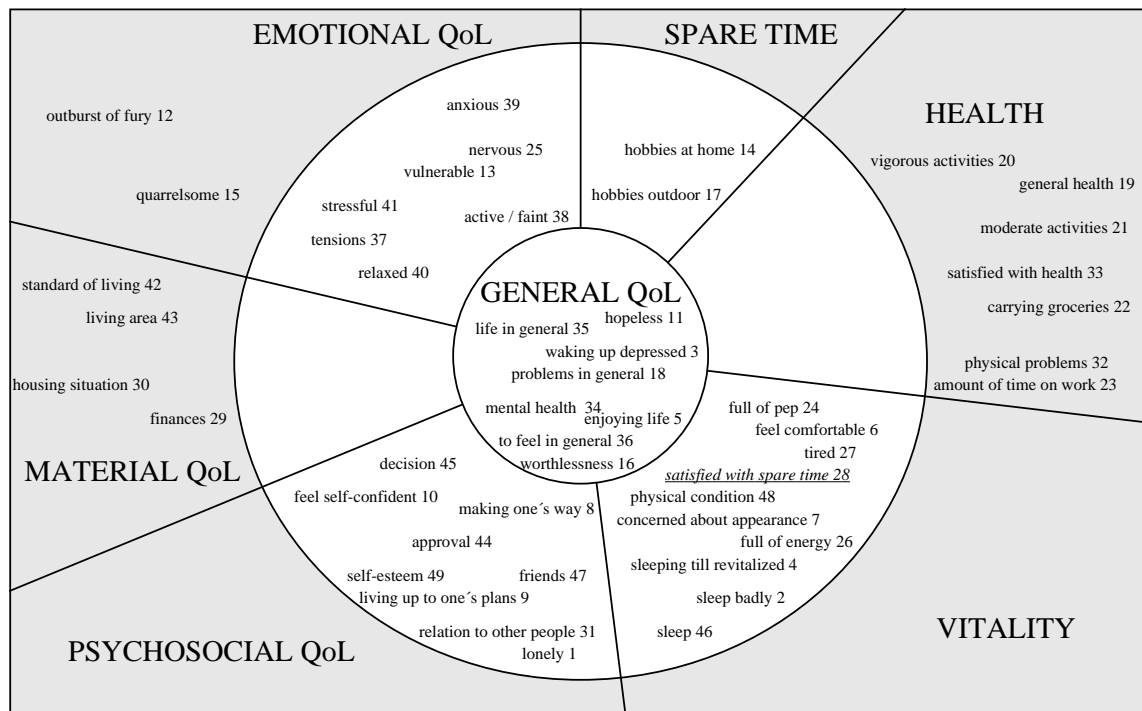 EMOTIONAL QoL
outburst of fury 12
quarrelsome 15
anxious 39
nervous 25
vulnerable 13
stressful 41
active / faint 38
tensions 37
relaxed 40
SPARE TIME
hobbies at home 14
hobbies outdoor 17
HEALTH
vigorous activities 20
general health 19
moderate activities 21
satisfied with health 33
carrying groceries 22
physical problems 32
amount of time on work 23
GENERAL QoL
hopeless 11
life in general 35
waking up depressed 3
problems in general 18
mental health 34
enjoying life 5
to feel in general 36
worthlessness 16
standard of living 42
living area 43
housing situation 30
finances 29
MATERIAL QoL
decision 45
feel self-confident 10
making one´s way 8
approval 44
self-esteem 49
friends 47
living up to one´s plans 9
relation to other people 31
lonely 1
PSYCHOSOCIAL QoL
full of pep 24
feel comfortable 6
tired 27
satisfied with spare time 28
physical condition 48
concerned about appearance 7
full of energy 26
sleeping till revitalized 4
sleep badly 2
sleep 46
VITALITY